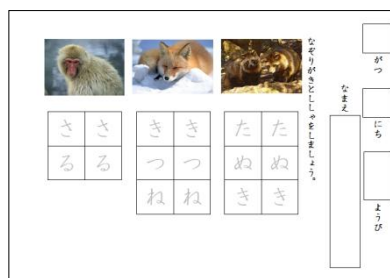 がつ
にち
ようび
なまえ
なぞりがきとししゃをしましょう。
たぬき
たぬき
きつね
きつね
さる
さる